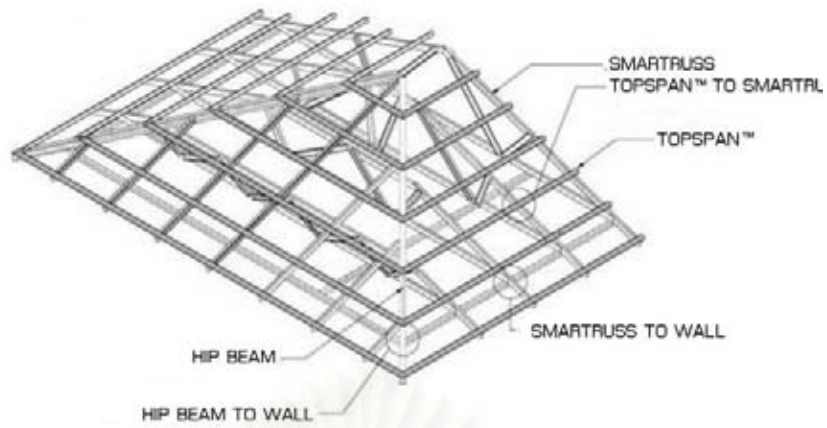 SMARTRUSS
TOPSPAN™ TO SMARTRU
TOPSPAN™
SMARTRUSS TO WALL
HIP BEAM
HIP BEAM TO WALL